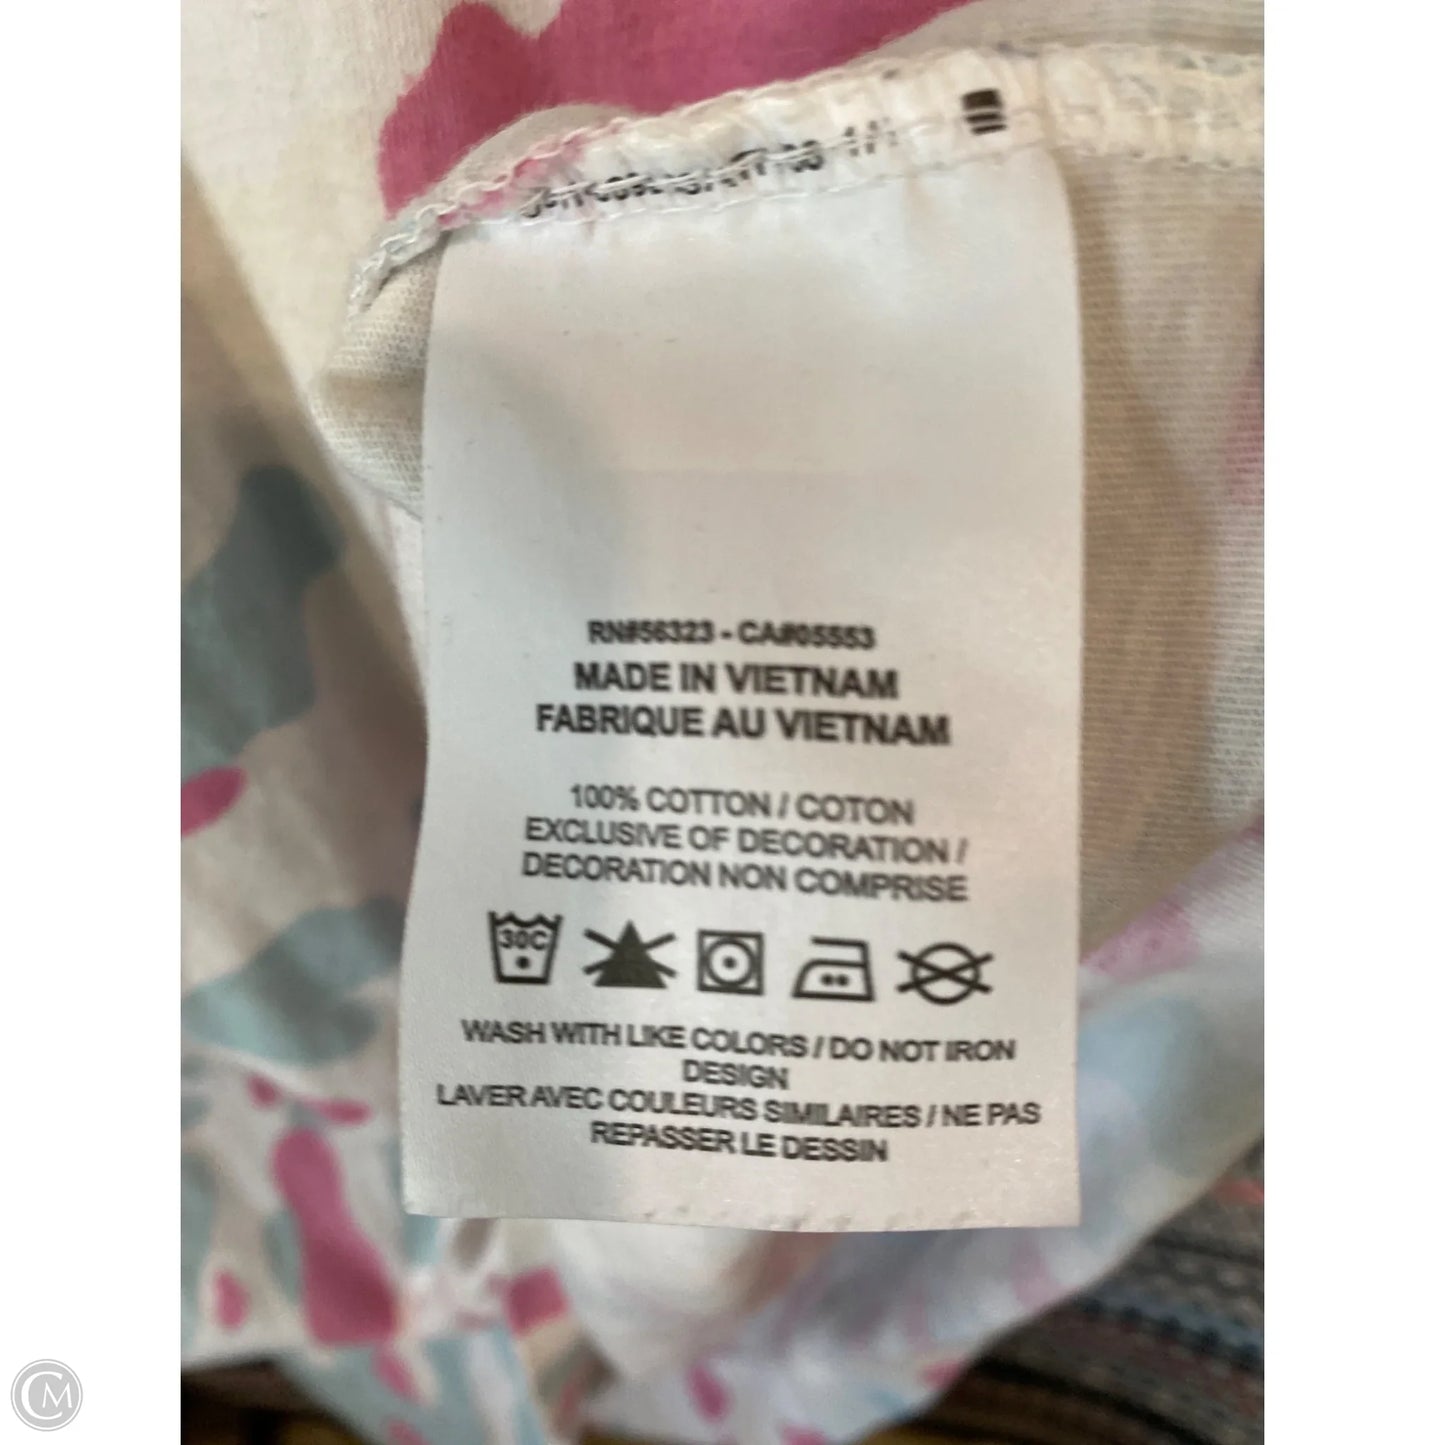 RN#56323 - CA#05553
MADE IN VIETNAM
FABRIQUE AU VIETNAM
100% COTTON / COTON
EXCLUSIVE OF DECORATION /
DECORATION NON COMPRISE
30C
WASH WITH LIKE COLORS / DO NOT IRON
DESIGN
LAVER AVEC COULEURS SIMILAIRES / NE PAS
REPASSER LE DESSIN
CM